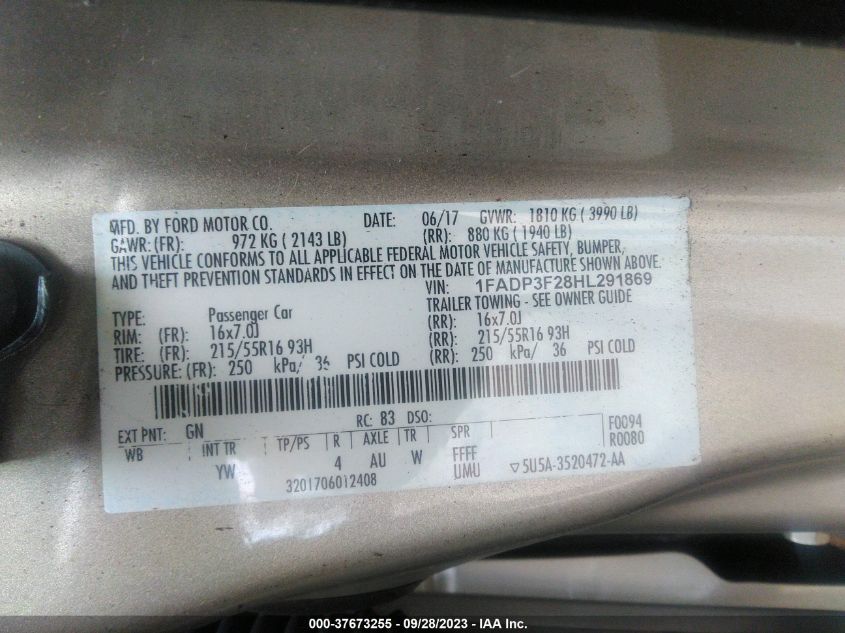 MFD. BY FORD MOTOR CO. DATE: 06/17 GVWR: 1810 KG ( 3990 LB)
GAWR: (FR): 972 KG ( 2143 LB) (RR): 880 KG ( 1940 LB)
THIS VEHICLE CONFORMS TO ALL APPLICABLE FEDERAL MOTOR VEHICLE SAFETY, BUMPER,
AND THEFT PREVENTION STANDARDS IN EFFECT ON THE DATE OF MANUFACTURE SHOWN ABOVE.
VIN: 1FADP3F28HL291869
TYPE: Passenger Car TRAILER TOWING - SEE OWNER GUIDE
RIM: (FR): 16x7.0J (RR): 16x7.0J
TIRE: (FR): 215/55R16 93H (RR): 215/55R16 93H
PRESSURE: (FR): 250 kPa/ 36 PSI COLD (RR): 250 kPa/ 36 PSI COLD
EXT PNT: GN RC: 83 DSO: F0094
WB INT TR TP/PS R AXLE TR SPR R0080
YW 4 AU W FFFF
3201706012408 UMU ▽5U5A-3520472-AA
000-37673255 - 09/28/2023 - IAA Inc.